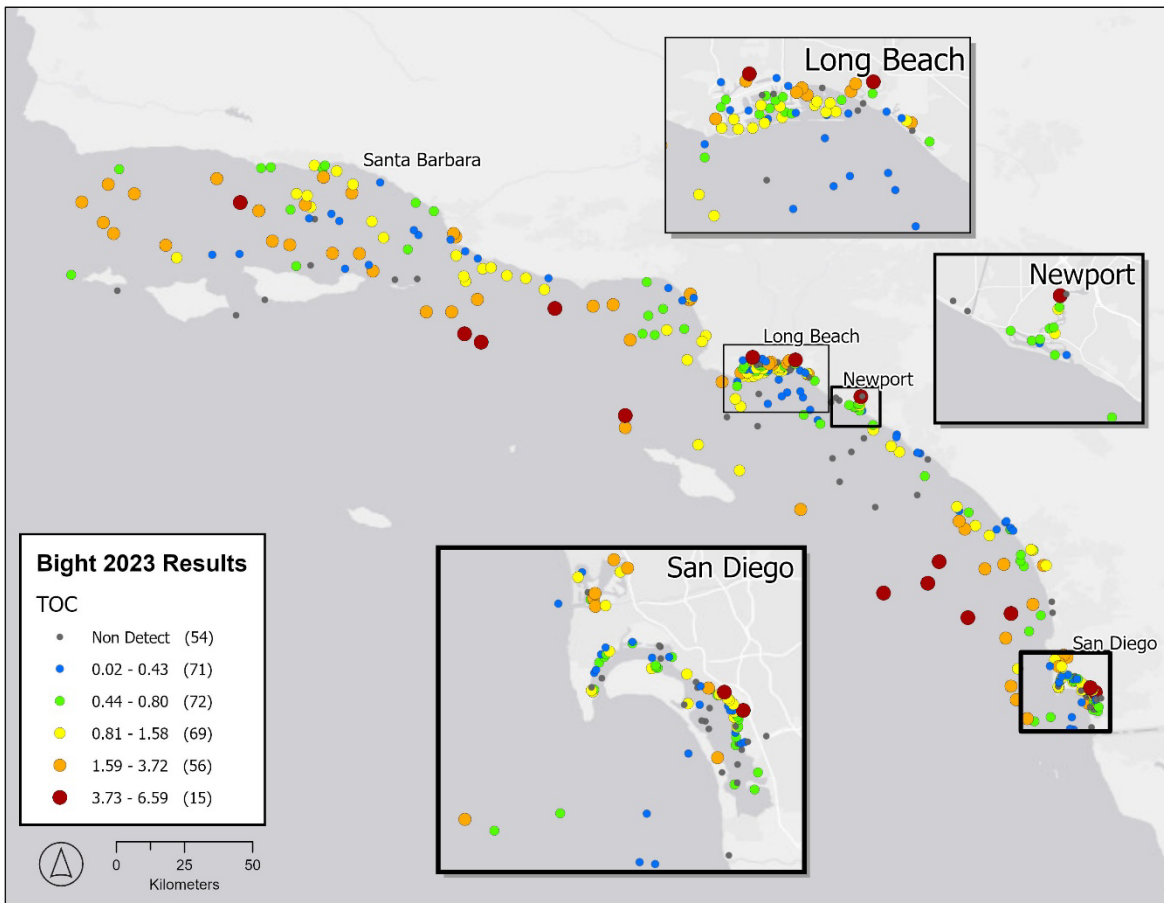 Long Beach
Santa Barbara
Newport
Long Beach
Newport
San Diego
San Diego
Bight 2023 Results
TOC
Non Detect (54)
0.02 - 0.43 (71)
0.44 - 0.80 (72)
0.81 - 1.58 (69)
1.59 - 3.72 (56)
3.73 - 6.59 (15)
0 25 50
Kilometers